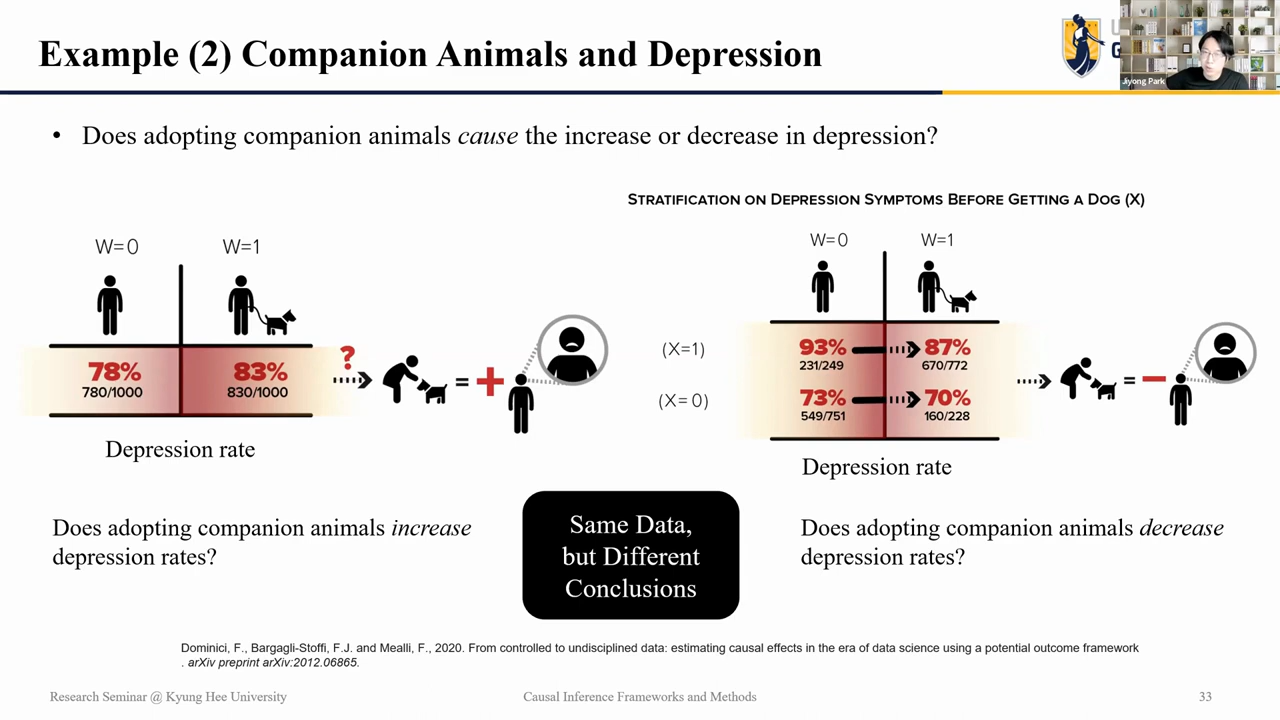 Example (2) Companion Animals and Depression
Jiyong Park
• Does adopting companion animals cause the increase or decrease in depression?
STRATIFICATION ON DEPRESSION SYMPTOMS BEFORE GETTING A DOG (X)
W=0 W=1
78% 83%
780/1000 830/1000
?
= +
Depression rate
W=0 W=1
(X=1) 93% 87%
231/249 670/772
(X=0) 73% 70%
549/751 160/228
= −
Depression rate
Does adopting companion animals increase
depression rates?
Same Data,
but Different
Conclusions
Does adopting companion animals decrease
depression rates?
Dominici, F., Bargagli-Stoffi, F.J. and Mealli, F., 2020. From controlled to undisciplined data: estimating causal effects in the era of data science using a potential outcome framework
. arXiv preprint arXiv:2012.06865.
Research Seminar @ Kyung Hee University
Causal Inference Frameworks and Methods
33